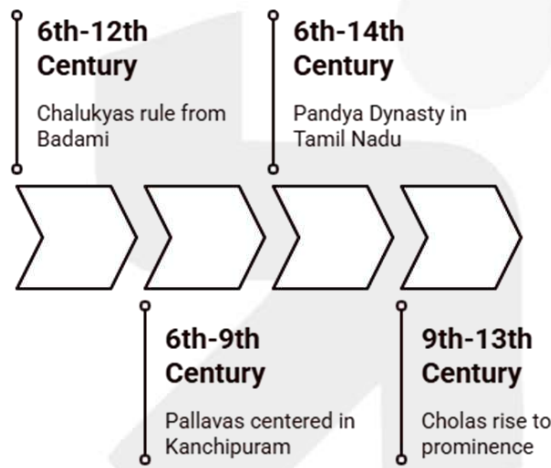 6th-12th
Century
Chalukyas rule from
Badami
6th-14th
Century
Pandya Dynasty in
Tamil Nadu
6th-9th
Century
Pallavas centered in
Kanchipuram
9th-13th
Century
Cholas rise to
prominence